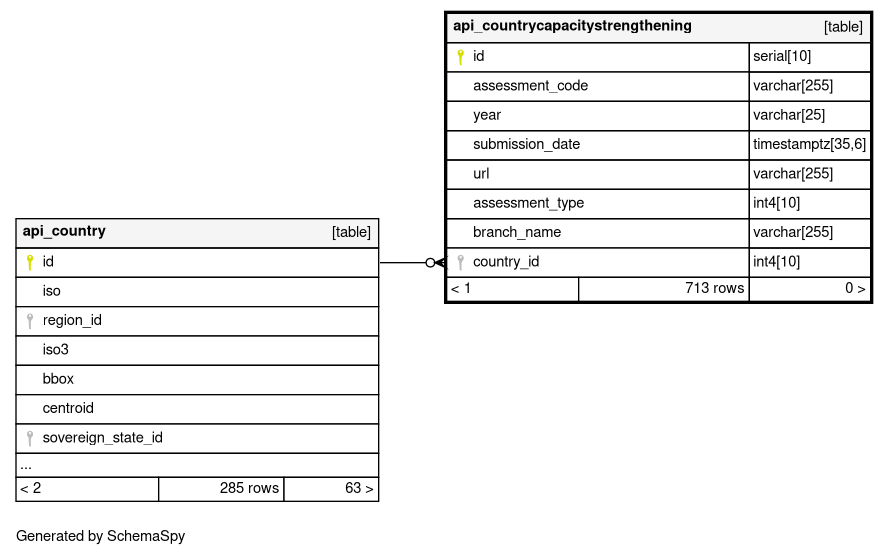 api_countrycapacitystrengthening [table]
id serial[10]
assessment_code varchar[255]
year varchar[25]
submission_date timestamptz[35,6]
url varchar[255]
assessment_type int4[10]
branch_name varchar[255]
country_id int4[10]
< 1 713 rows 0 >
api_country [table]
id
iso
region_id
iso3
bbox
centroid
sovereign_state_id
...
< 2 285 rows 63 >
Generated by SchemaSpy